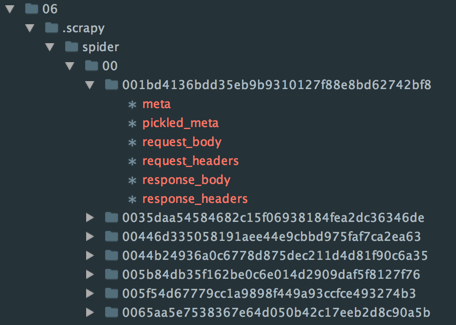 06
.scrapy
spider
00
001bd4136bdd35eb9b9310127f88e8bd62742bf8
meta
pickled_meta
request_body
request_headers
response_body
response_headers
0035daa54584682c15f06938184fea2dc36346de
00446d335058191aee44e9cbbd975faf7ca2ea63
0044b24936a0c6778d875dec211d4d81f90c6a35
005b84db35f162be0c6e014d2909daf5f8127f76
005f54d67779cc1a9898f449a93ccfce493274b3
0065aa5e7538367e64d050b42c17eeb2d8c90a5b